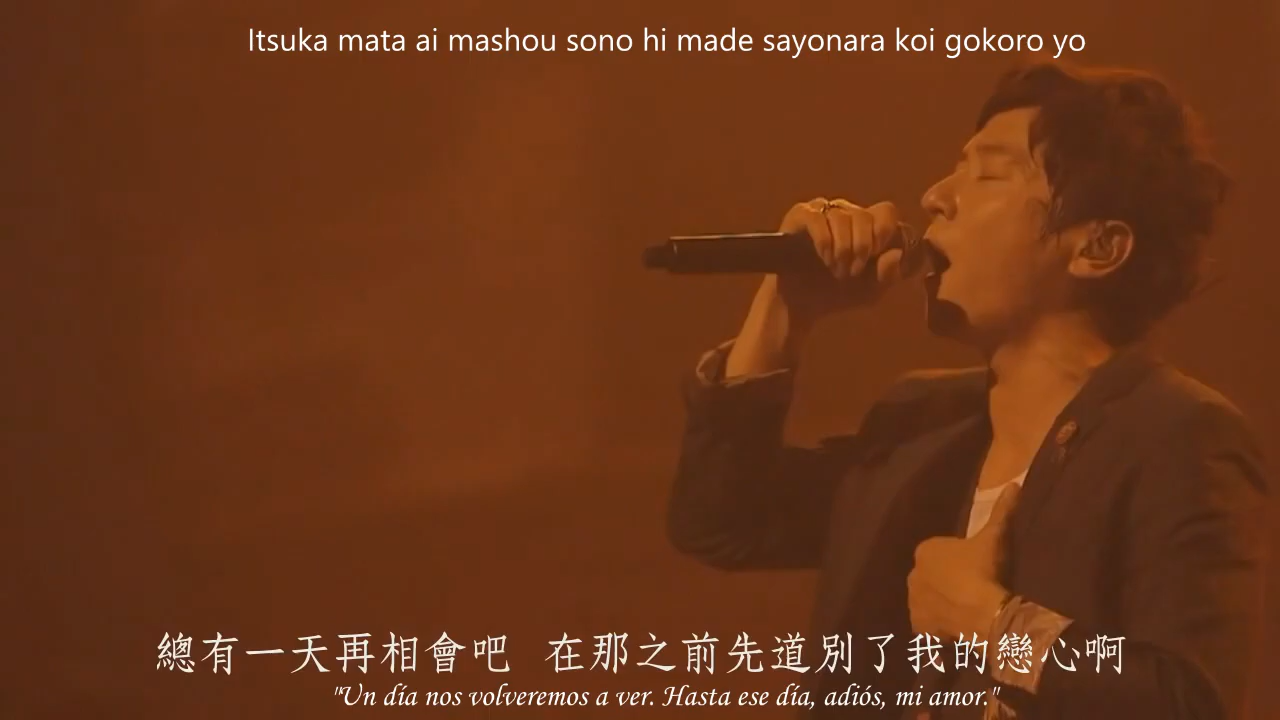 Itsuka mata ai mashou sono hi made sayonara koi gokoro yo
總有一天再相會吧 在那之前先道別了我的戀心啊
"Un día nos volveremos a ver. Hasta ese día, adiós, mi amor."